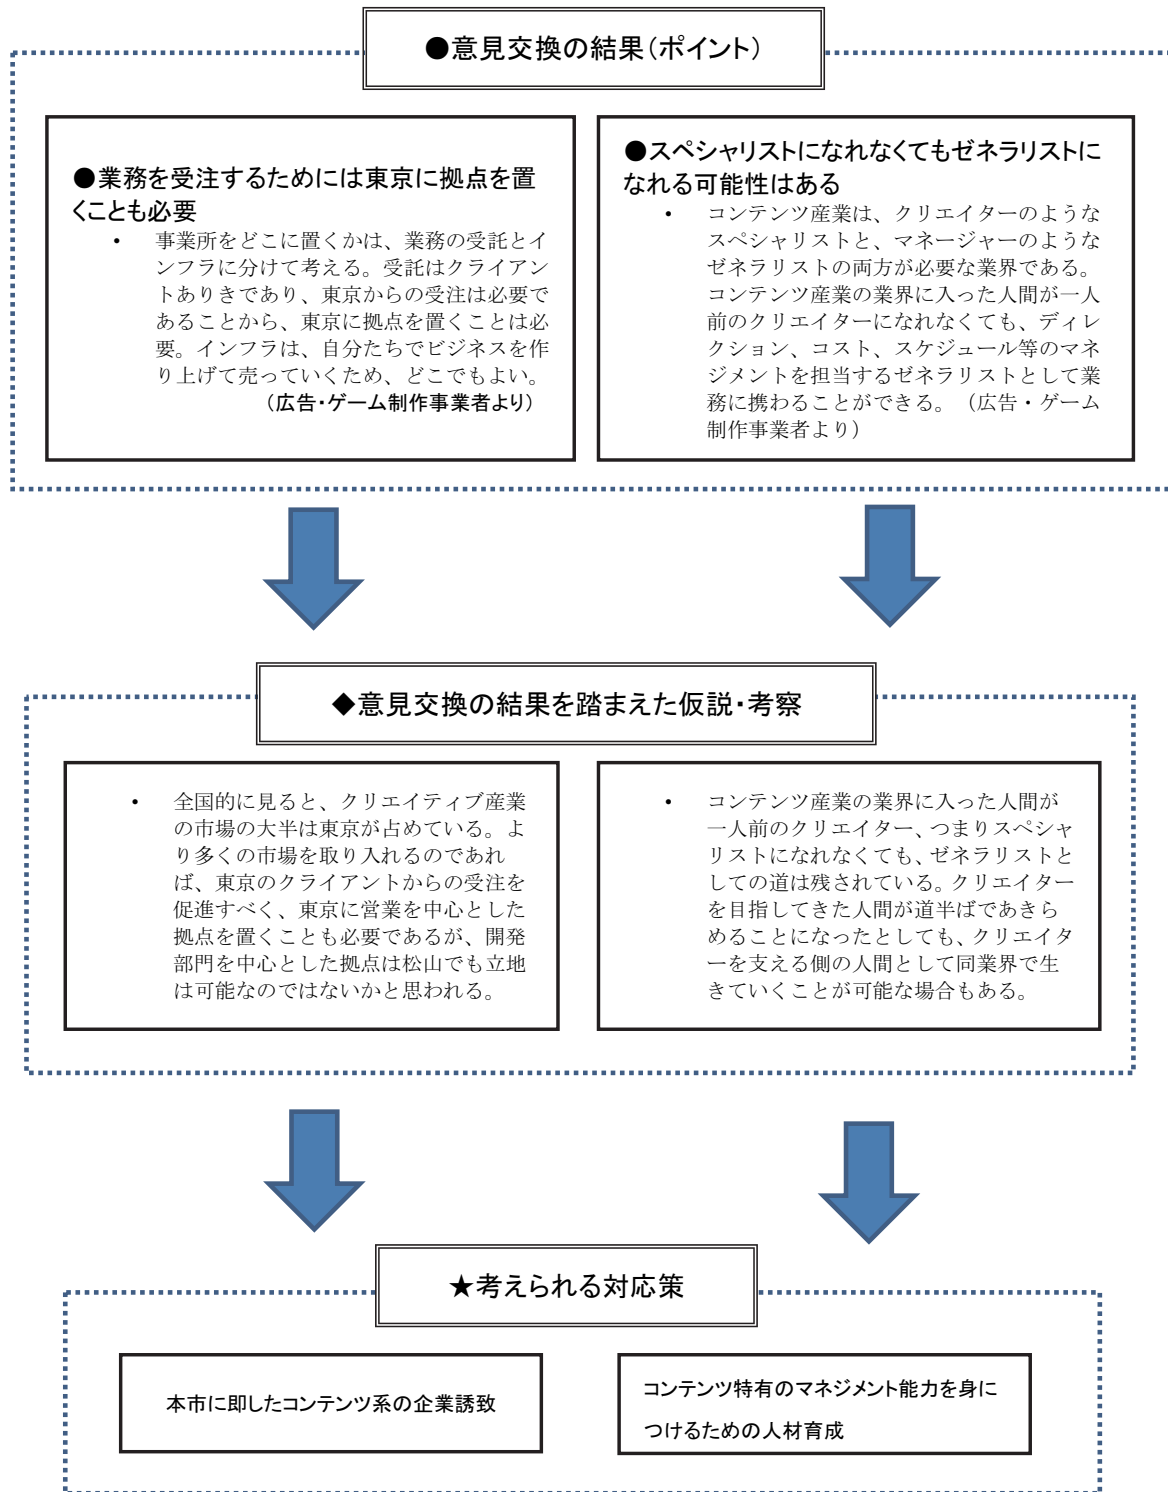 ●意見交換の結果(ポイント)
●業務を受注するためには東京に拠点を置
くことも必要
• 事業所をどこに置くかは、業務の受託とイ
ンフラに分けて考える。受託はクライアン
トありきであり、東京からの受注は必要で
あることから、東京に拠点を置くことは必
要。インフラは、自分たちでビジネスを作
り上げて売っていくため、どこでもよい。
(広告・ゲーム制作事業者より)
●スペシャリストになれなくてもゼネラリストに
なれる可能性はある
• コンテンツ産業は、クリエイターのような
スペシャリストと、マネージャーのような
ゼネラリストの両方が必要な業界である。
コンテンツ産業の業界に入った人間が一人
前のクリエイターになれなくても、ディレ
クション、コスト、スケジュール等のマネ
ジメントを担当するゼネラリストとして業
務に携わることができる。(広告・ゲーム
制作事業者より)
◆意見交換の結果を踏まえた仮説・考察
• 全国的に見ると、クリエイティブ産業
の市場の大半は東京が占めている。よ
り多くの市場を取り入れるのであれ
ば、東京のクライアントからの受注を
促進すべく、東京に営業を中心とした
拠点を置くことも必要であるが、開発
部門を中心とした拠点は松山でも立地
は可能なのではないかと思われる。
• コンテンツ産業の業界に入った人間が
一人前のクリエイター、つまりスペシャ
リストになれなくても、ゼネラリストと
しての道は残されている。クリエイター
を目指してきた人間が道半ばであきら
めることになったとしても、クリエイタ
ーを支える側の人間として同業界で生
きていくことが可能な場合もある。
★考えられる対応策
本市に即したコンテンツ系の企業誘致
コンテンツ特有のマネジメント能力を身に
つけるための人材育成